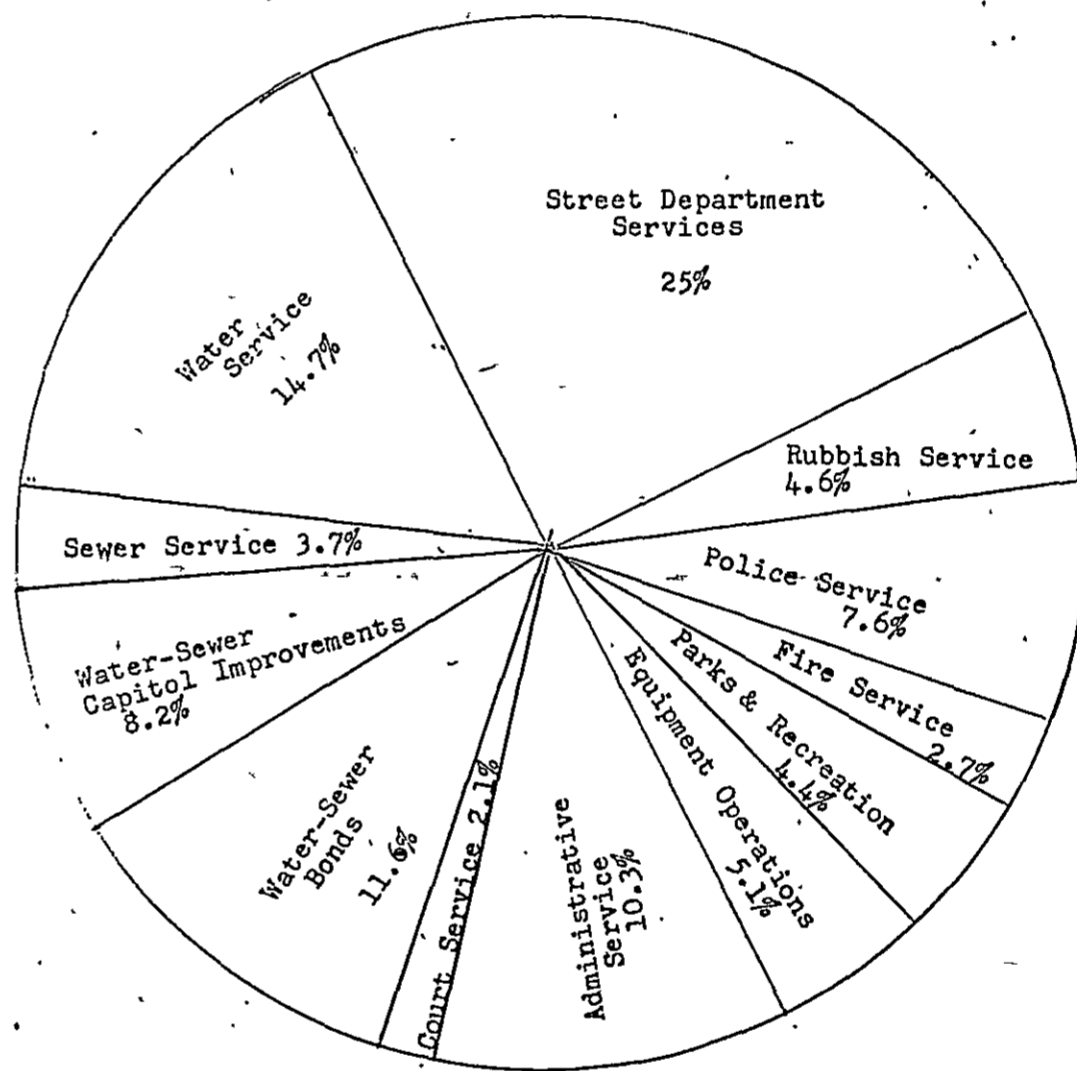 Street Department
Services
25%
Water
Service
14.7%
Rubbish Service
4.6%
Sewer Service 3.7%
Police Service
7.6%
Fire Service
2.7%
Parks & Recreation
4.4%
Equipment Operations
5.1%
Administrative
Service
10.3%
Court Service 2.1%
Water-Sewer
Bonds
11.6%
Water-Sewer
Capitol Improvements
8.2%